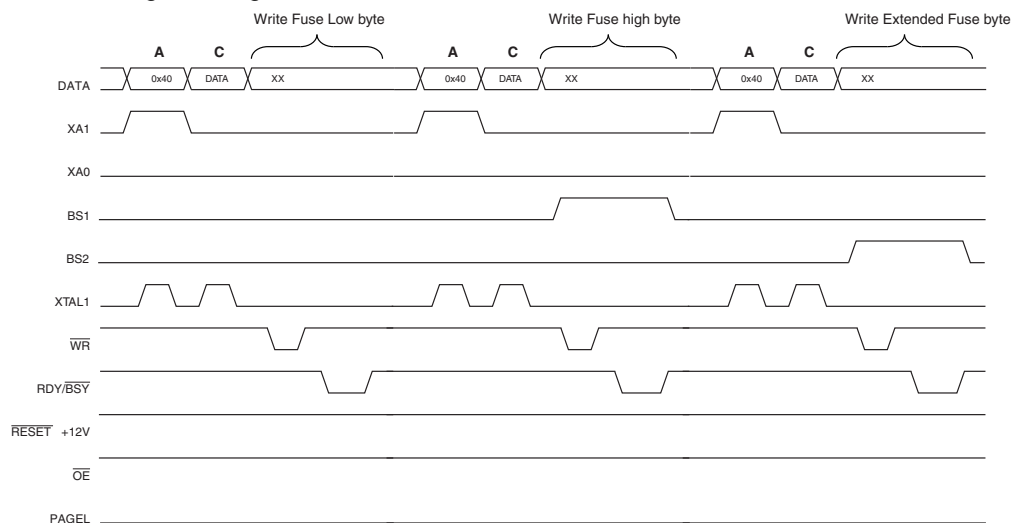 Write Fuse Low byte Write Fuse high byte Write Extended Fuse byte
A C A C A C
DATA 0x40 DATA XX 0x40 DATA XX 0x40 DATA XX
XA1
XA0
BS1
BS2
XTAL1
WR
RDY/BSY
RESET +12V
OE
PAGEL